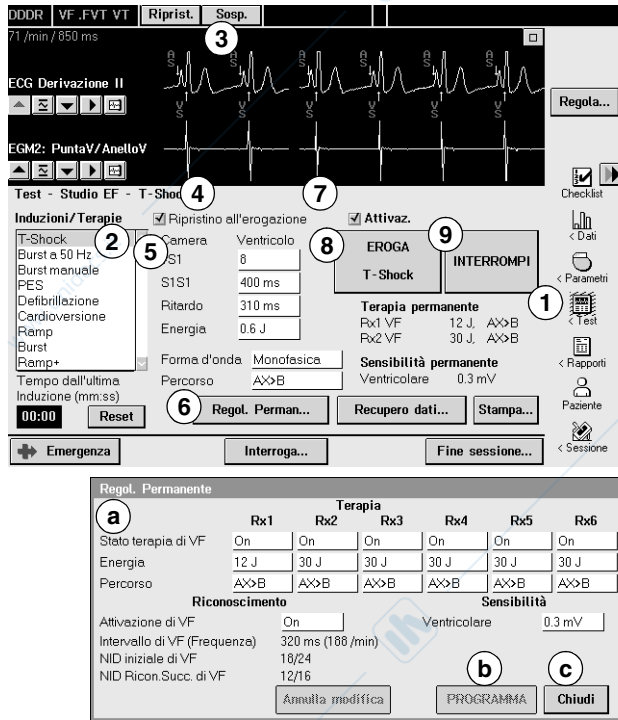 DDDR VF .FVT VT Riprist. Sosp.
71 /min / 850 ms
3
A S A S A S A S A S A S
ECG Derivazione II
V S V S V S V S V S V S
Regola...
EGM2: PuntaV/AnelloV
Checklist
Test - Studio EF - T-Shock
4 7
Induzioni/Terapie
Ripristino all'erogazione
Attivaz.
< Dati
T-Shock
Burst a 50 Hz
Burst manuale
PES
Defibrillazione
Cardioversione
Ramp
Burst
Ramp+
2
5
Camera Ventricolo
S1 8
S1S1 400 ms
Ritardo 310 ms
Energia 0.6 J
Forma d'onda Monofasica
Percorso AX>B
8 9
EROGA
T-Shock
INTERROMPI
< Parametri
1
< Test
Terapia permanente
Rx1 VF 12 J, AX>B
Rx2 VF 30 J, AX>B
Sensibilità permanente
Ventricolare 0.3 mV
< Rapporti
Tempo dall'ultima
Induzione (mm:ss)
00:00 Reset
6
Regol. Perman... Recupero dati... Stampa...
Paziente
Emergenza Interroga... Fine sessione...
< Sessione
Regol. Permanente
a
Terapia
Rx1 Rx2 Rx3 Rx4 Rx5 Rx6
Stato terapia di VF On On On On On On
Energia 12 J 30 J 30 J 30 J 30 J 30 J
Percorso AX>B AX>B AX>B AX>B AX>B AX>B
Riconoscimento Sensibilità
Attivazione di VF On Ventricolare 0.3 mV
Intervallo di VF (Frequenza) 320 ms (188 /min)
NID iniziale di VF 18/24
NID Ricon.Succ. di VF 12/16
b c
Annulla modifica PROGRAMMA Chiudi